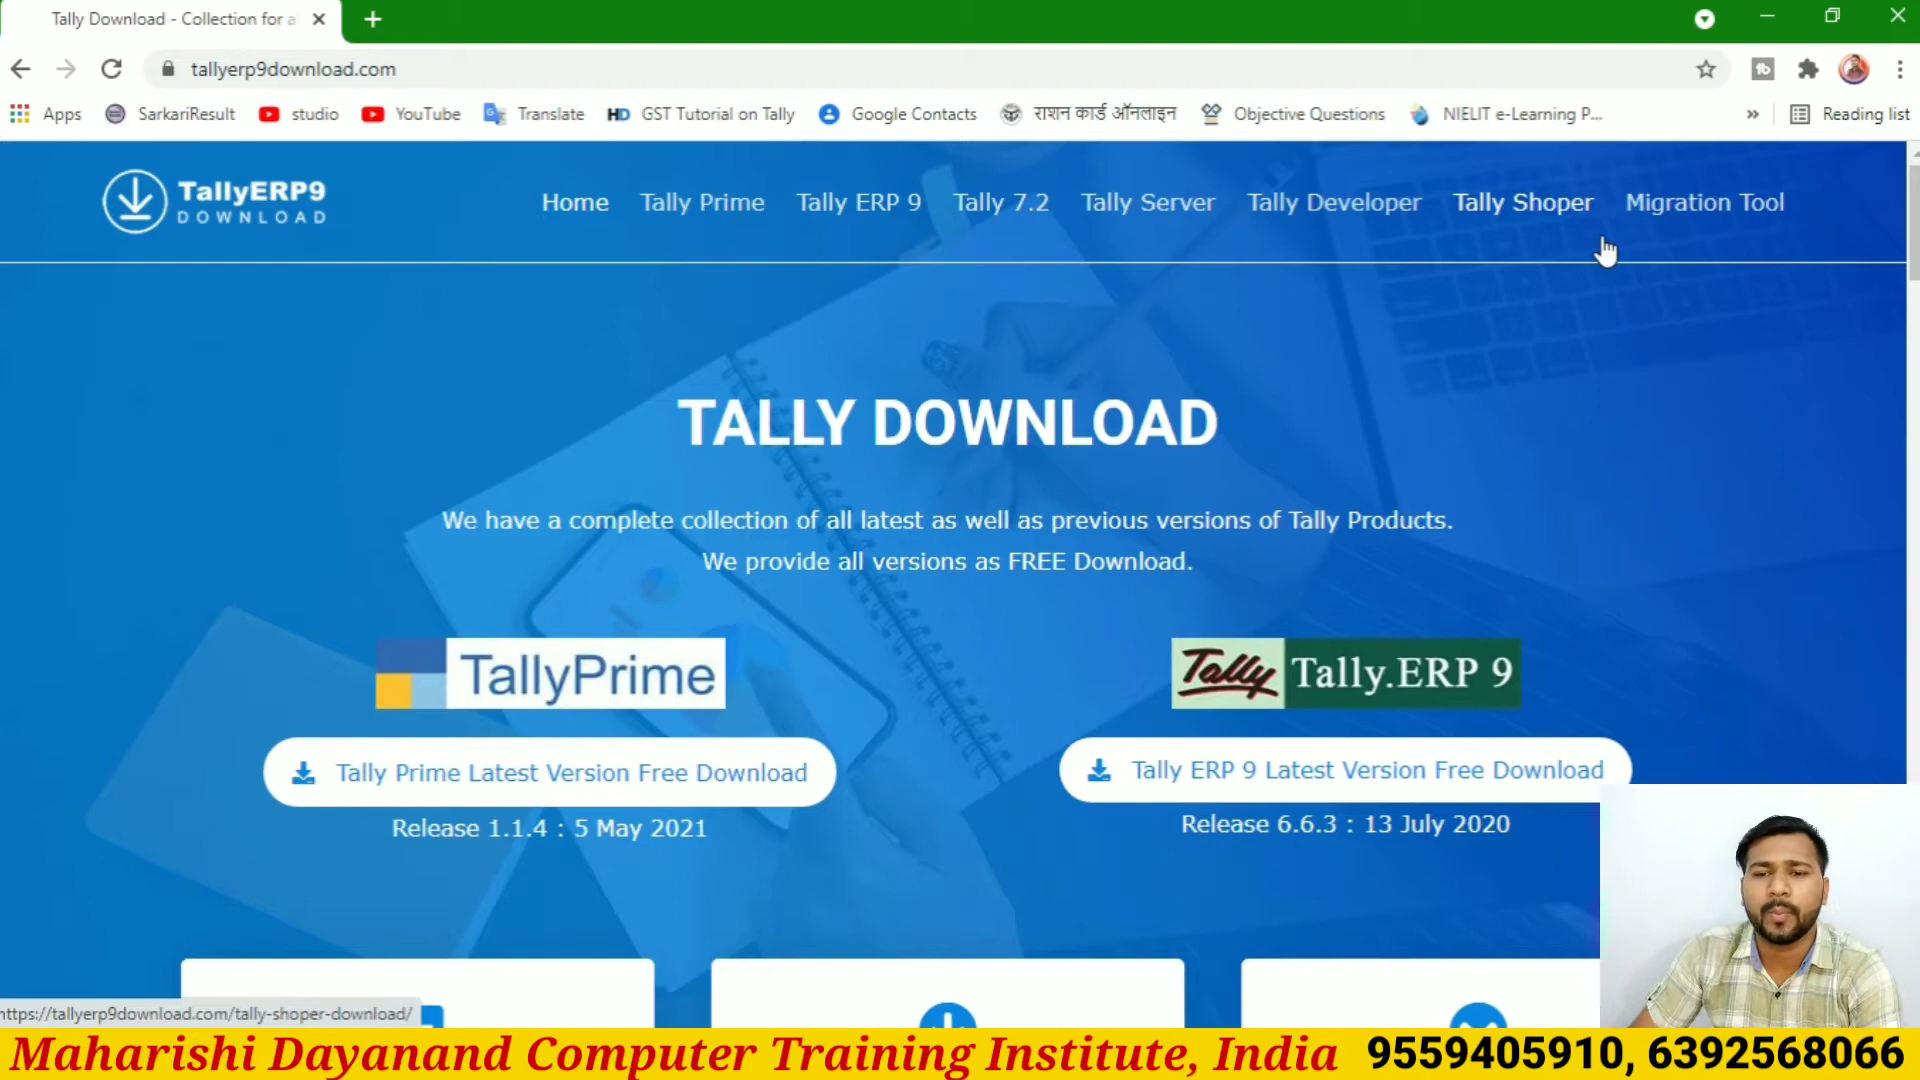 Tally Download - Collection for a
tallyerp9download.com
Apps SarkariResult studio YouTube Translate HD GST Tutorial on Tally Google Contacts राशन कार्ड ऑनलाइन Objective Questions NIELIT e-Learning P... » Reading list
TallyERP9
DOWNLOAD
Home Tally Prime Tally ERP 9 Tally 7.2 Tally Server Tally Developer Tally Shoper Migration Tool
TALLY DOWNLOAD
We have a complete collection of all latest as well as previous versions of Tally Products.
We provide all versions as FREE Download.
TallyPrime
Tally Tally.ERP 9
Tally Prime Latest Version Free Download
Tally ERP 9 Latest Version Free Download
Release 1.1.4 : 5 May 2021
Release 6.6.3 : 13 July 2020
https://tallyerp9download.com/tally-shoper-download/
Maharishi Dayanand Computer Training Institute, India 9559405910, 6392568066